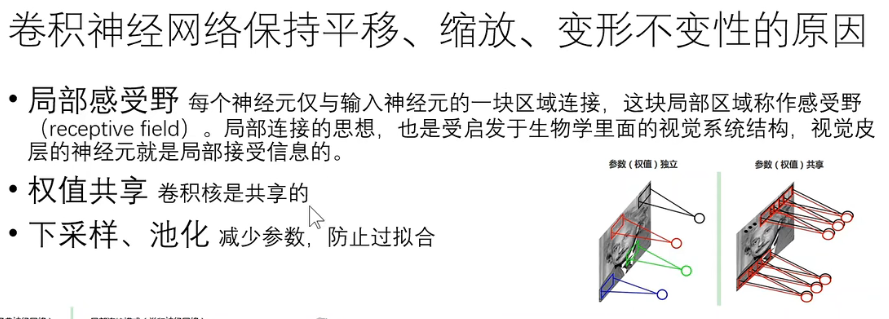 卷积神经网络保持平移、缩放、变形不变性的原因
• 局部感受野 每个神经元仅与输入神经元的一块区域连接，这块局部区域称作感受野
（receptive field）。局部连接的思想，也是受启发于生物学里面的视觉系统结构，视觉皮
层的神经元就是局部接受信息的。
• 权值共享 卷积核是共享的
• 下采样、池化 减少参数，防止过拟合
参数（权值）独立
参数（权值）共享